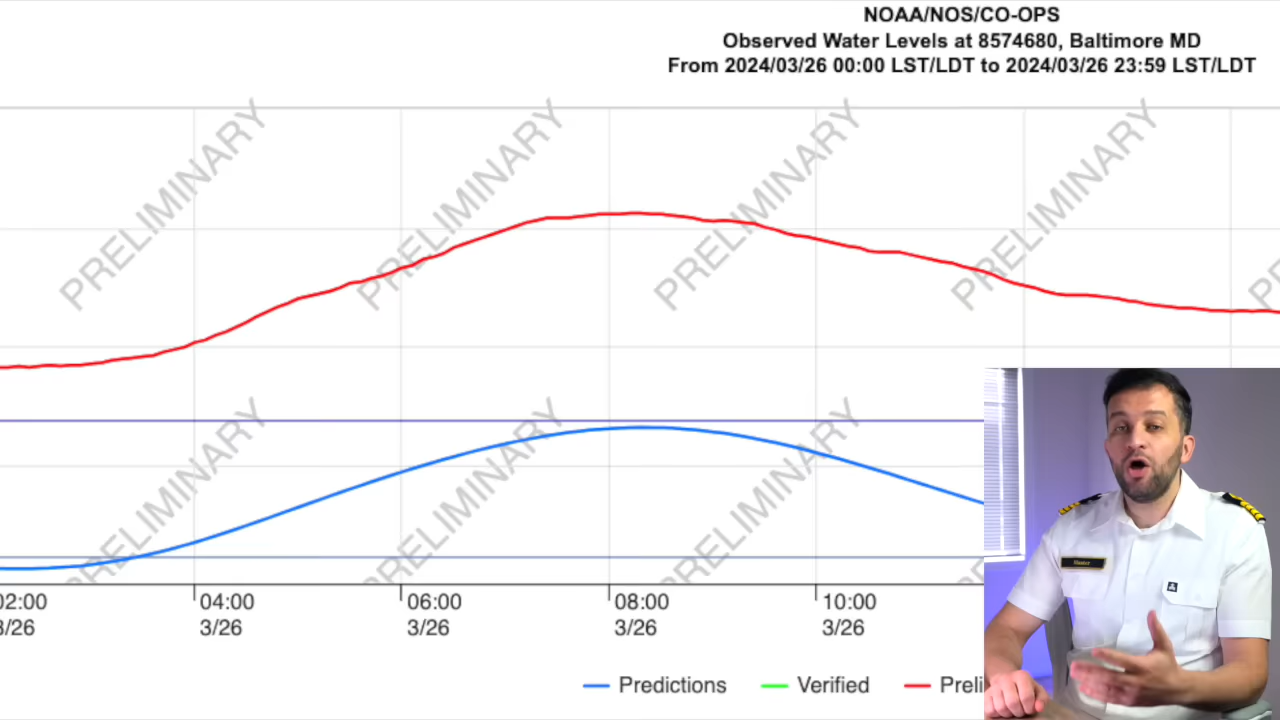 NOAA/NOS/CO-OPS
Observed Water Levels at 8574680, Baltimore MD
From 2024/03/26 00:00 LST/LDT to 2024/03/26 23:59 LST/LDT
PRELIMINARY PRELIMINARY PRELIMINARY PRELIMINARY PRE
PRELIMINARY PRELIMINARY PRELIMINARY
02:00 04:00 06:00 08:00 10:00
3/26 3/26 3/26 3/26 3/26
Predictions Verified Preli